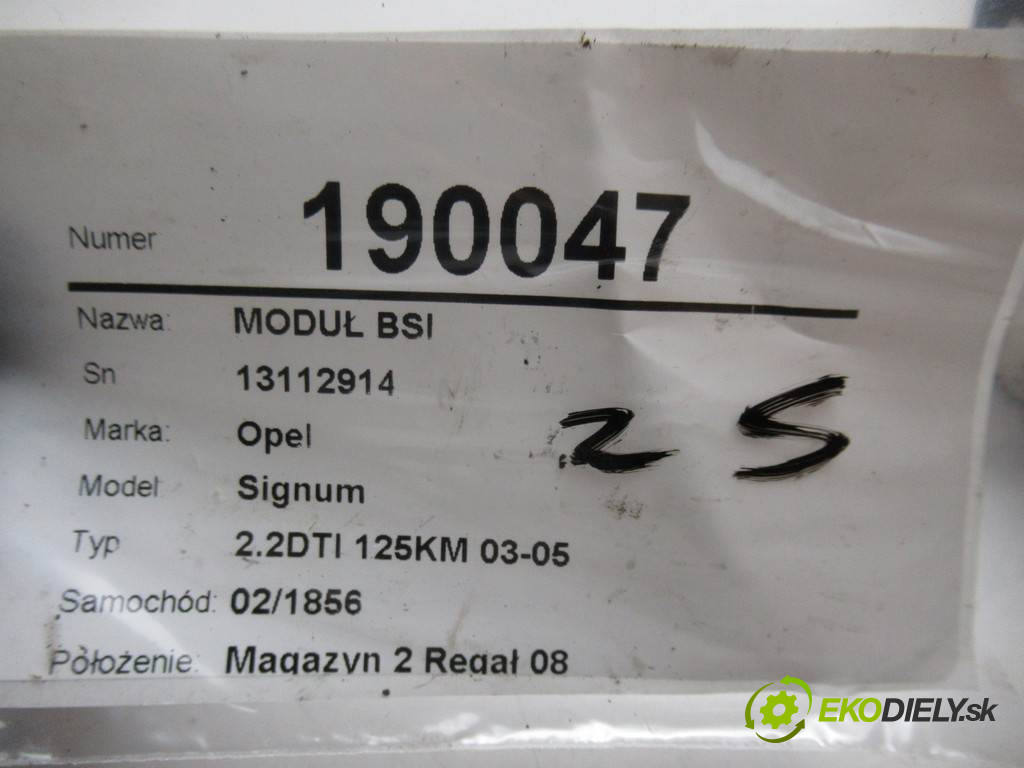 Numer 190047
Nazwa: MODUŁ BSI
Sn 13112914
Marka: Opel
Model Signum
Typ 2.2DTI 125KM 03-05
Samochód: 02/1856
Położenie: Magazyn 2 Regał 08
2 S
EKODIELY.sk